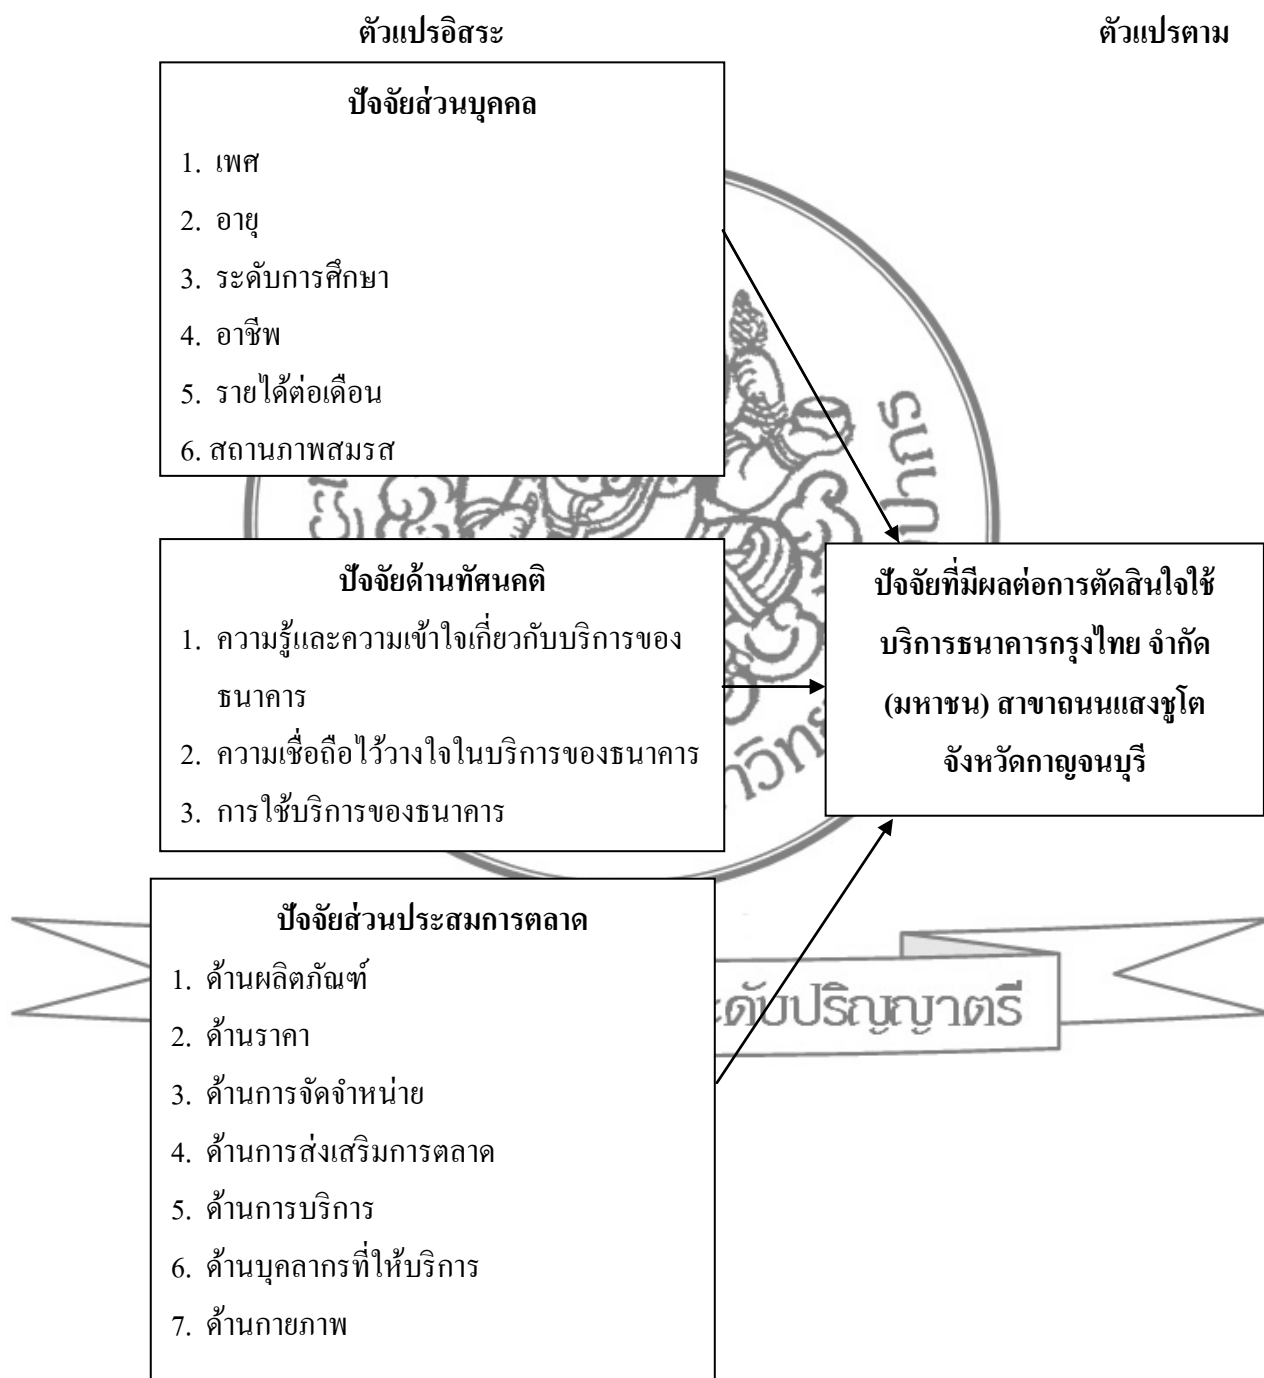 ตัวแปรอิสระ
ตัวแปรตาม
ปัจจัยส่วนบุคคล
1. เพศ
2. อายุ
3. ระดับการศึกษา
4. อาชีพ
5. รายได้ต่อเดือน
6. สถานภาพสมรส
ปัจจัยด้านทัศนคติ
1. ความรู้และความเข้าใจเกี่ยวกับบริการของ
ธนาคาร
2. ความเชื่อถือไว้วางใจในบริการของธนาคาร
3. การใช้บริการของธนาคาร
ปัจจัยที่มีผลต่อการตัดสินใจใช้
บริการธนาคารกรุงไทย จำกัด
(มหาชน) สาขาถนนแสงชูโต
จังหวัดกาญจนบุรี
ปัจจัยส่วนประสมการตลาด
1. ด้านผลิตภัณฑ์
2. ด้านราคา
3. ด้านการจัดจำหน่าย
4. ด้านการส่งเสริมการตลาด
5. ด้านการบริการ
6. ด้านบุคลากรที่ให้บริการ
7. ด้านกายภาพ
ะดับปริญญาตรี